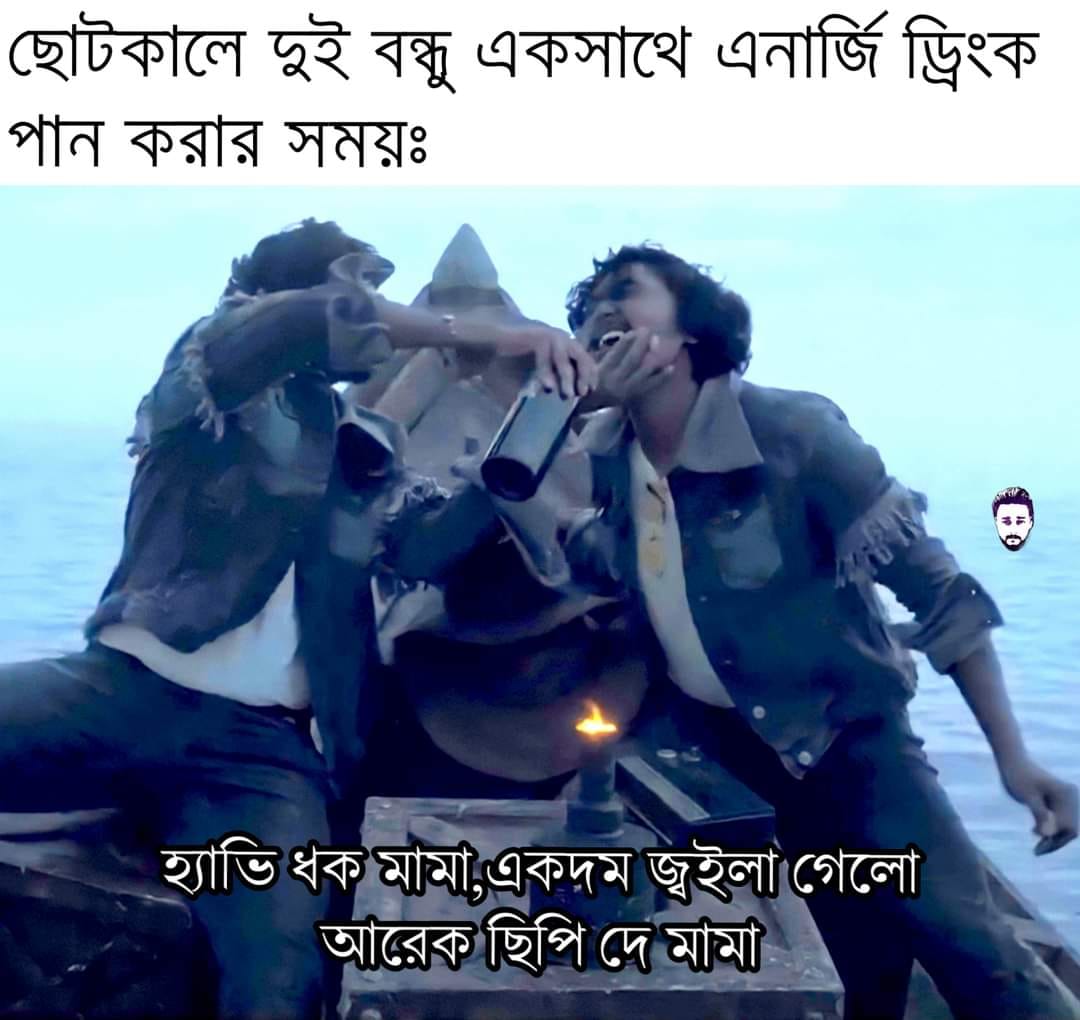 ছোটকালে দুই বন্ধু একসাথে এনার্জি ড্রিংক
পান করার সময়ঃ
হ্যাভি ধক মামা,একদম জ্বইলা গেলো
আরেক ছিপি দে মামা